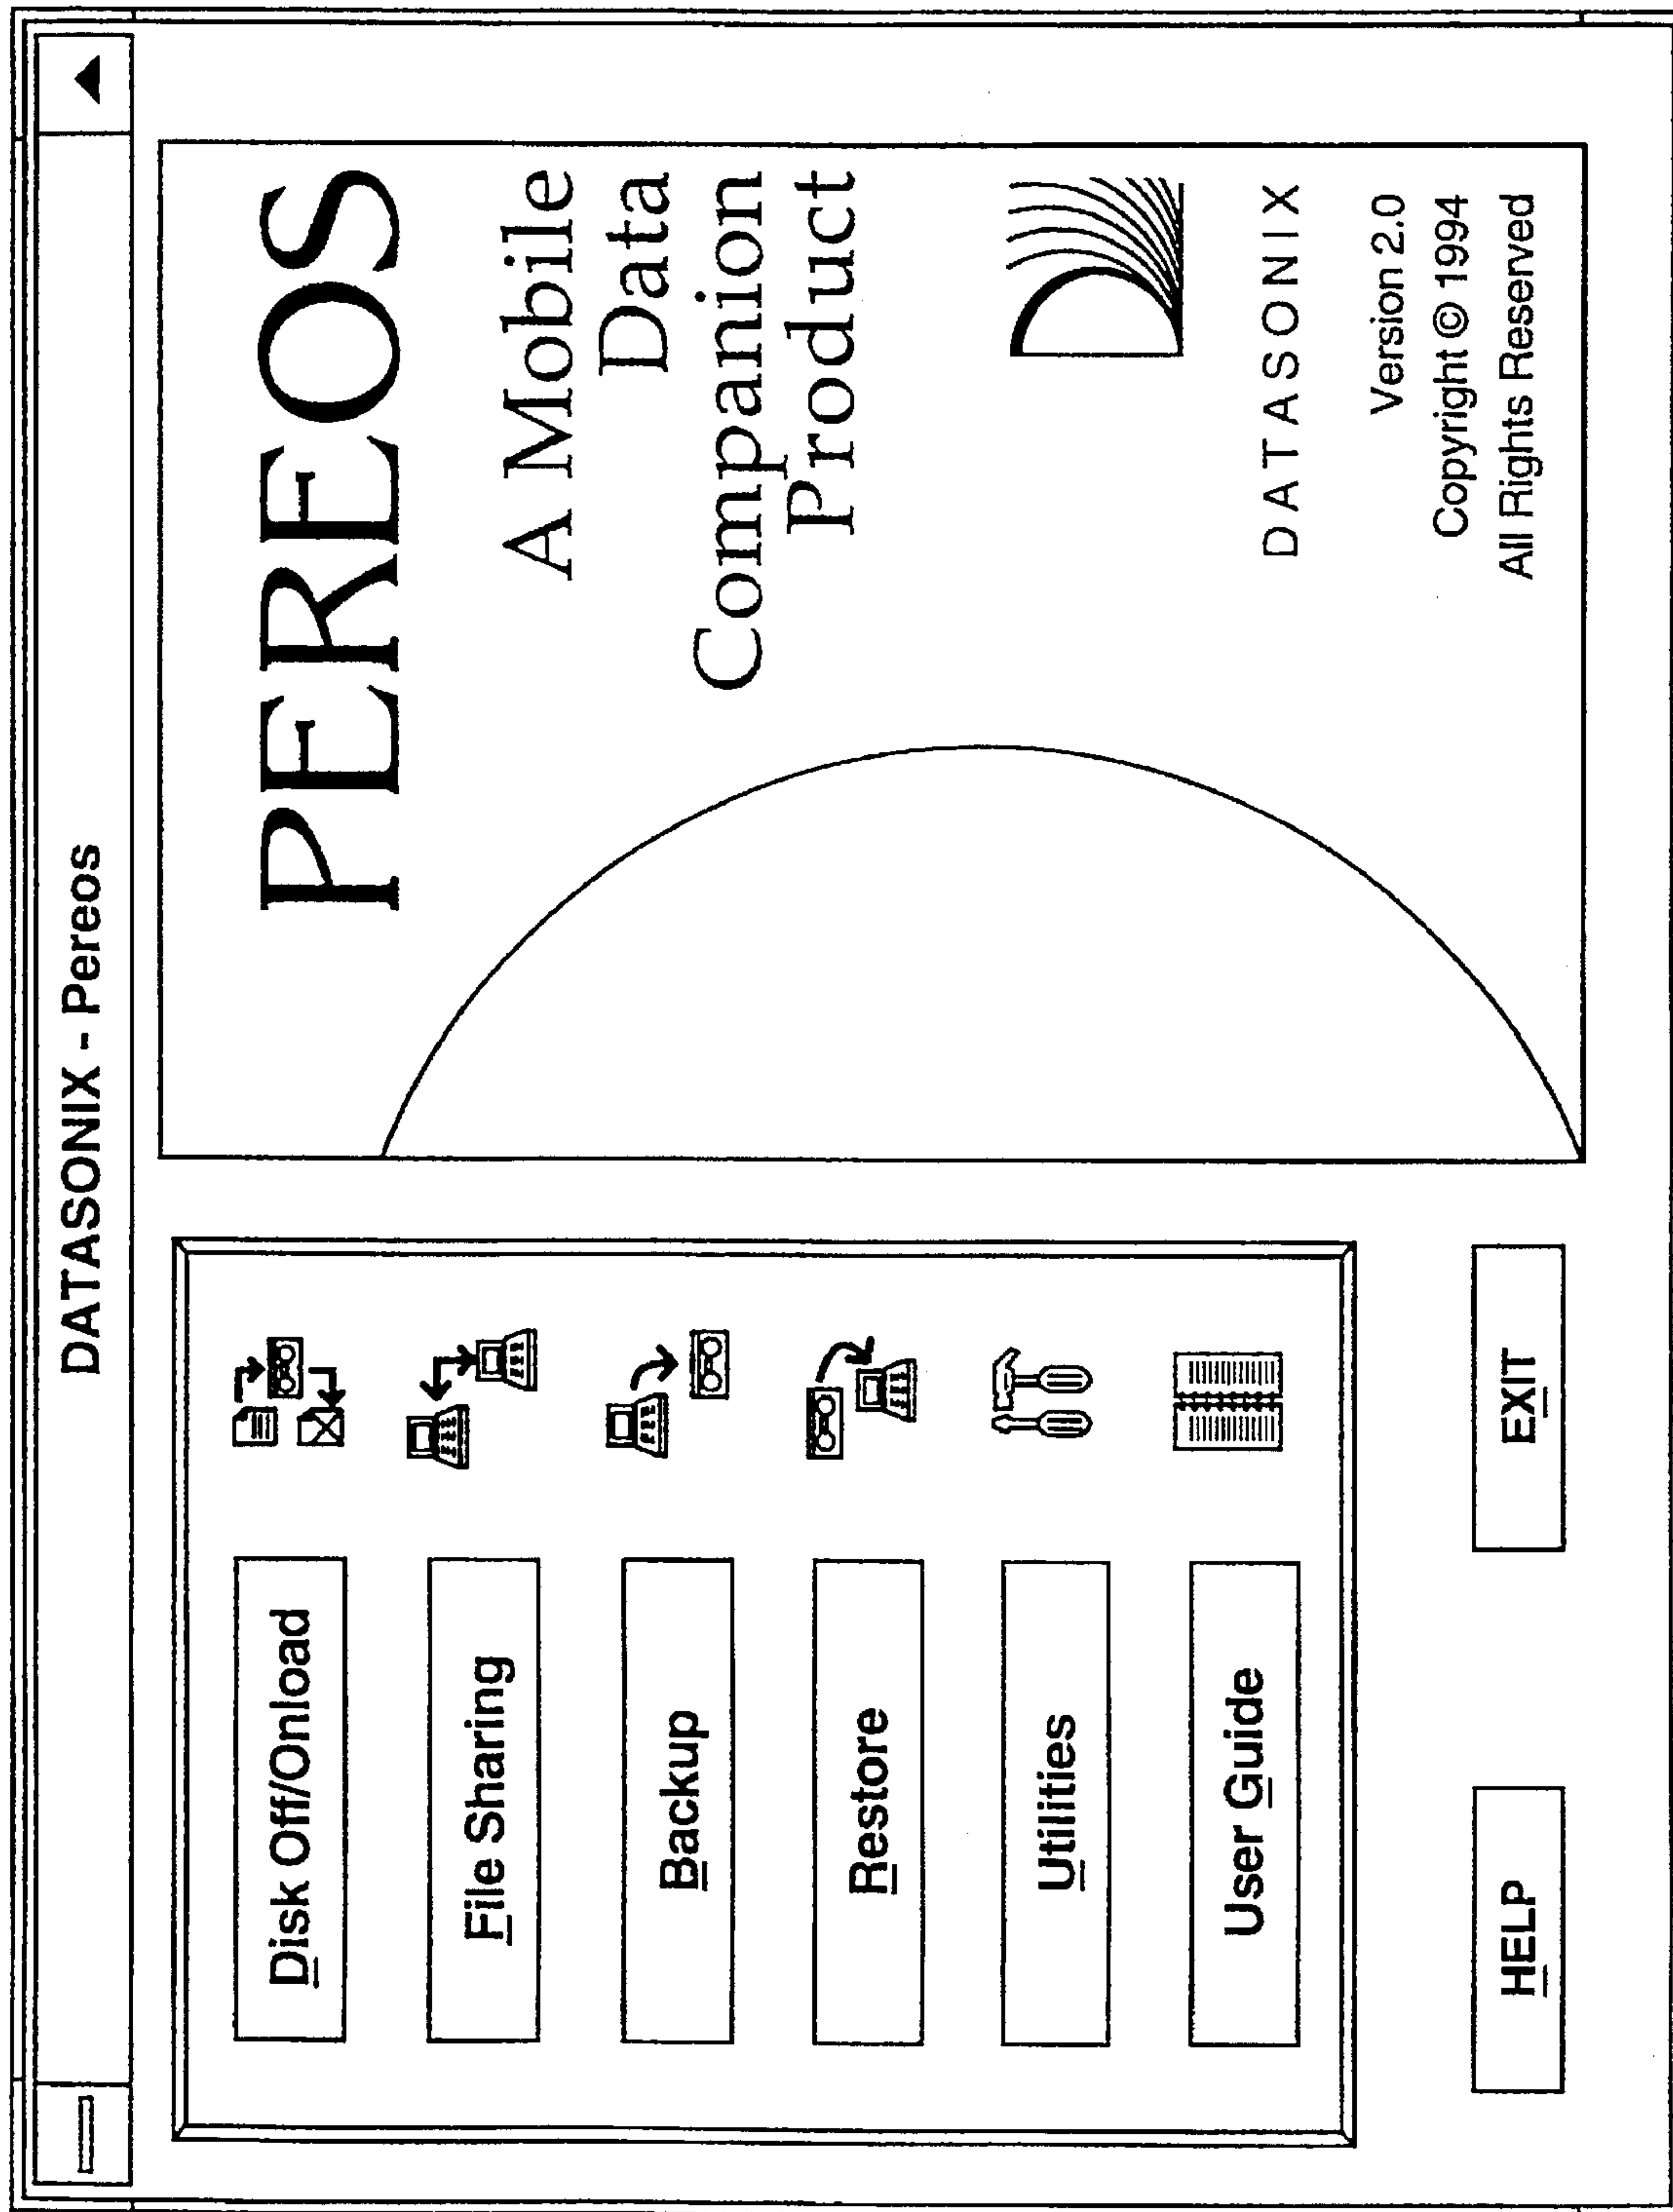 DATASONIX - Pereos
Disk Off/Onload
File Sharing
Backup
Restore
Utilities
User Guide
HELP
EXIT
PEREOS
A Mobile
Data
Companion
Product
DATASONIX
Version 2.0
Copyright © 1994
All Rights Reserved